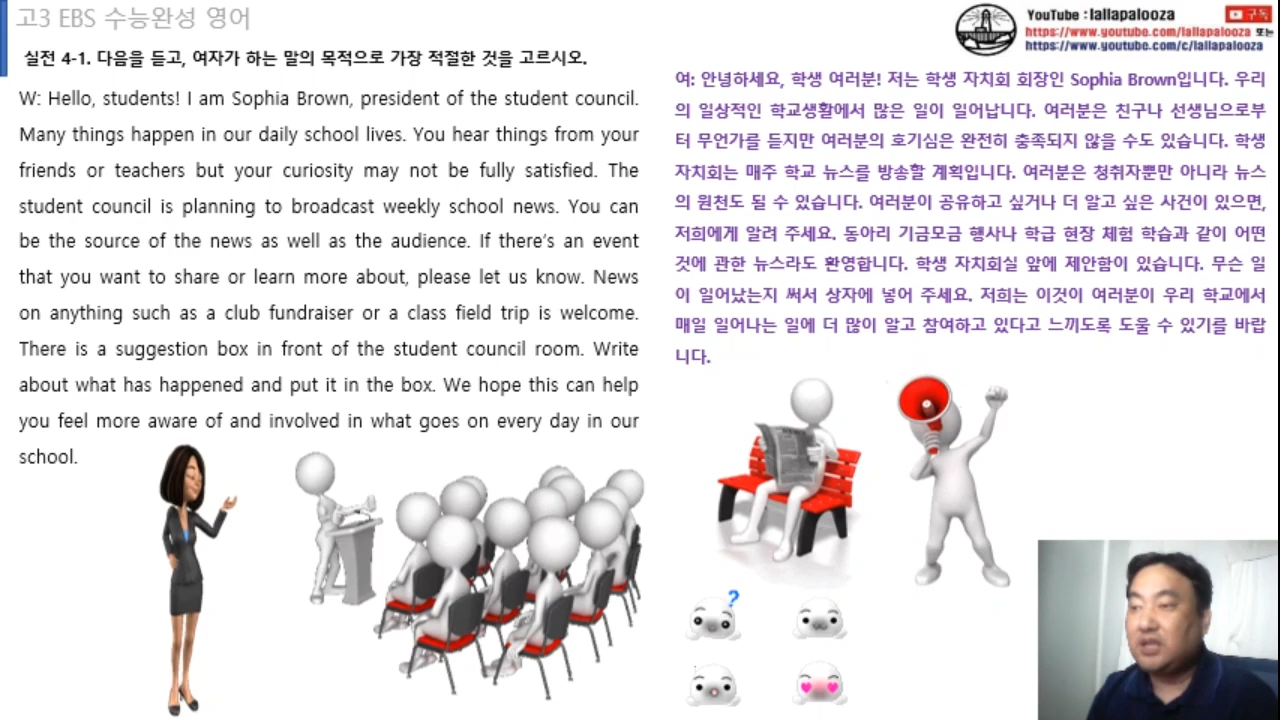 고3 EBS 수능완성 영어
YouTube : lallapalooza
구독
https://www.youtube.com/lallapalooza 또는
https://www.youtube.com/c/lallapalooza
실전 4-1. 다음을 듣고, 여자가 하는 말의 목적으로 가장 적절한 것을 고르시오.
W: Hello, students! I am Sophia Brown, president of the student council.
Many things happen in our daily school lives. You hear things from your
friends or teachers but your curiosity may not be fully satisfied. The
student council is planning to broadcast weekly school news. You can
be the source of the news as well as the audience. If there's an event
that you want to share or learn more about, please let us know. News
on anything such as a club fundraiser or a class field trip is welcome.
There is a suggestion box in front of the student council room. Write
about what has happened and put it in the box. We hope this can help
you feel more aware of and involved in what goes on every day in our
school.
여: 안녕하세요, 학생 여러분! 저는 학생 자치회 회장인 Sophia Brown입니다. 우리
의 일상적인 학교생활에서 많은 일이 일어납니다. 여러분은 친구나 선생님으로부
터 무언가를 듣지만 여러분의 호기심은 완전히 충족되지 않을 수도 있습니다. 학생
자치회는 매주 학교 뉴스를 방송할 계획입니다. 여러분은 청취자뿐만 아니라 뉴스
의 원천도 될 수 있습니다. 여러분이 공유하고 싶거나 더 알고 싶은 사건이 있으면,
저희에게 알려 주세요. 동아리 기금모금 행사나 학급 현장 체험 학습과 같이 어떤
것에 관한 뉴스라도 환영합니다. 학생 자치회실 앞에 제안함이 있습니다. 무슨 일
이 일어났는지 써서 상자에 넣어 주세요. 저희는 이것이 여러분이 우리 학교에서
매일 일어나는 일에 더 많이 알고 참여하고 있다고 느끼도록 도울 수 있기를 바랍
니다.
?